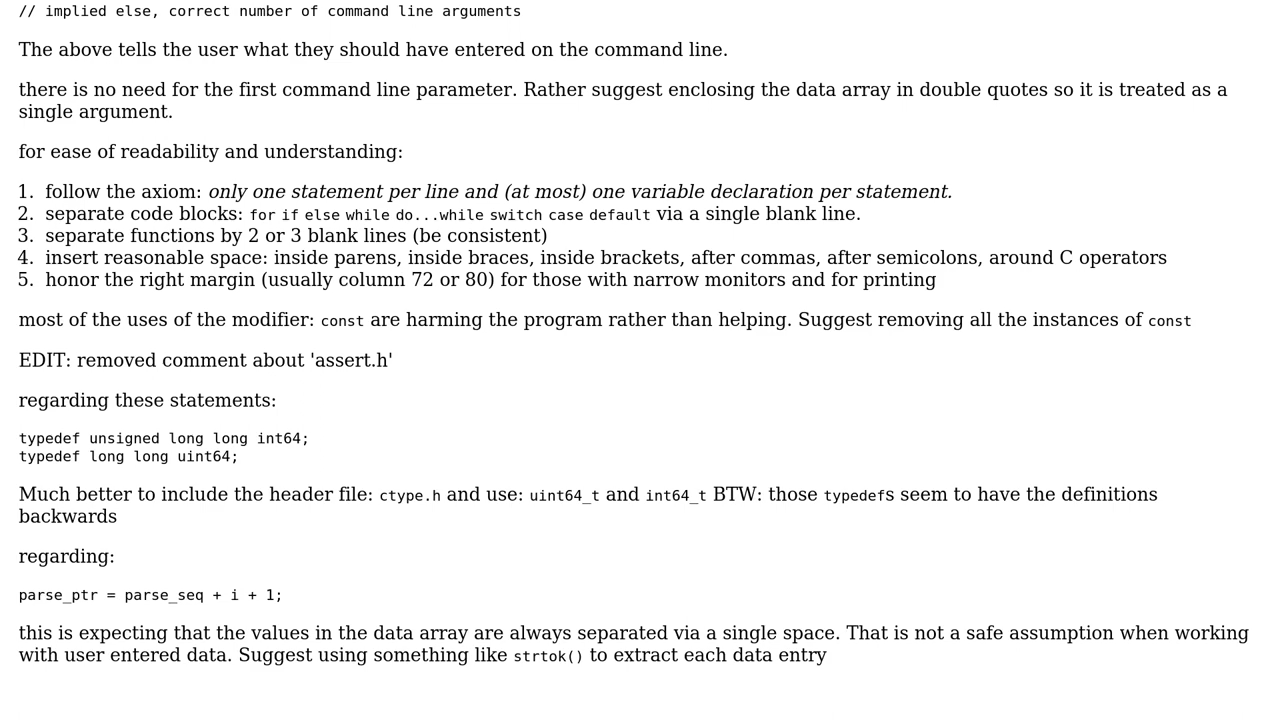 // implied else, correct number of command line arguments
The above tells the user what they should have entered on the command line.
there is no need for the first command line parameter. Rather suggest enclosing the data array in double quotes so it is treated as a
single argument.
for ease of readability and understanding:
1. follow the axiom: only one statement per line and (at most) one variable declaration per statement.
2. separate code blocks: for if else while do...while switch case default via a single blank line.
3. separate functions by 2 or 3 blank lines (be consistent)
4. insert reasonable space: inside parens, inside braces, inside brackets, after commas, after semicolons, around C operators
5. honor the right margin (usually column 72 or 80) for those with narrow monitors and for printing
most of the uses of the modifier: const are harming the program rather than helping. Suggest removing all the instances of const
EDIT: removed comment about 'assert.h'
regarding these statements:
typedef unsigned long long int64;
typedef long long uint64;
Much better to include the header file: ctype.h and use: uint64_t and int64_t BTW: those typedefs seem to have the definitions
backwards
regarding:
parse_ptr = parse_seq + i + 1;
this is expecting that the values in the data array are always separated via a single space. That is not a safe assumption when working
with user entered data. Suggest using something like strtok() to extract each data entry